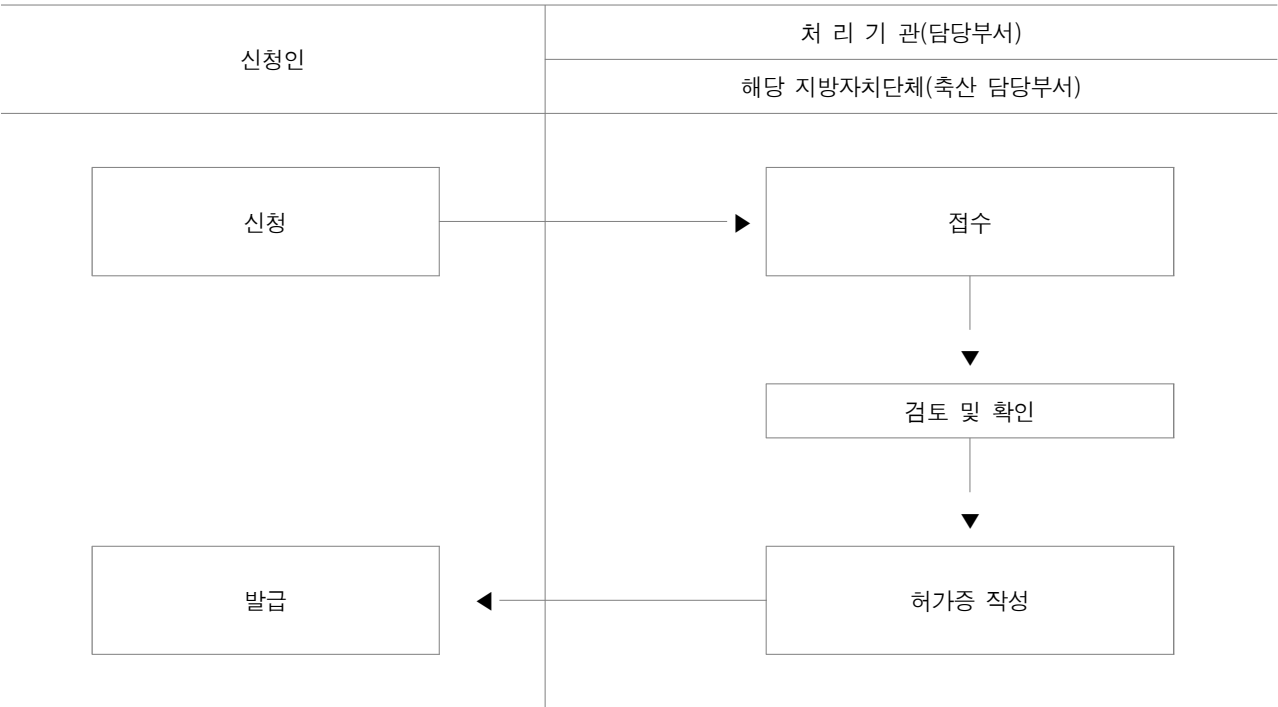 신청인
처 리 기 관(담당부서)
해당 지방자치단체(축산 담당부서)
신청
접수
검토 및 확인
발급
허가증 작성